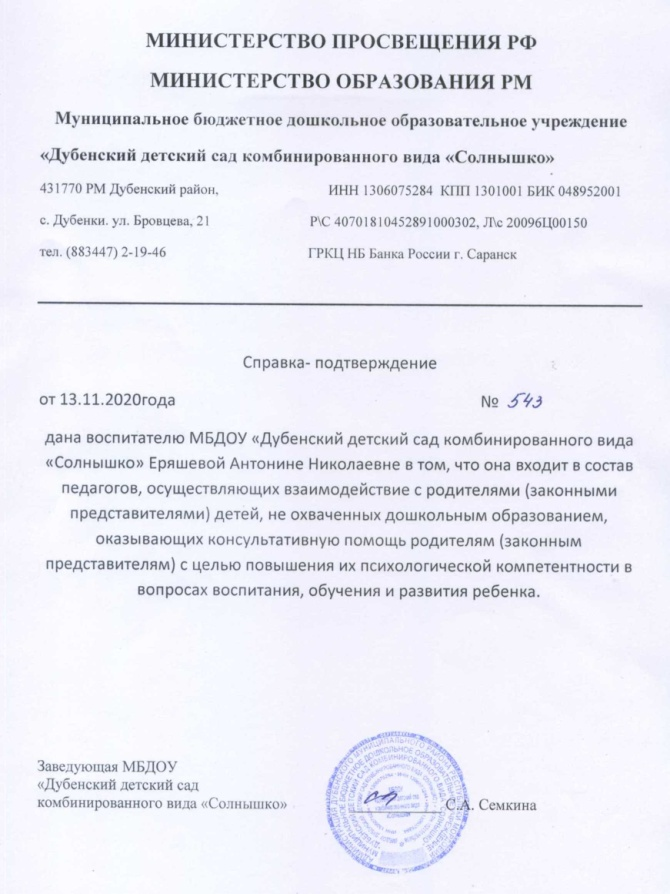 МИНИСТЕРСТВО ПРОСВЕЩЕНИЯ РФ
МИНИСТЕРСТВО ОБРАЗОВАНИЯ РМ
Муниципальное бюджетное дошкольное образовательное учреждение
«Дубенский детский сад комбинированного вида «Солнышко»
431770 РМ Дубенский район, ИНН 1306075284 КПП 1301001 БИК 048952001
с. Дубенки. ул. Бровцева, 21 Р\С 40701810452891000302, Л\с 20096Ц00150
тел. (883447) 2-19-46 ГРКЦ НБ Банка России г. Саранск
Справка- подтверждение
от 13.11.2020года № 543
дана воспитателю МБДОУ «Дубенский детский сад комбинированного вида
«Солнышко» Еряшевой Антонине Николаевне в том, что она входит в состав
педагогов, осуществляющих взаимодействие с родителями (законными
представителями) детей, не охваченных дошкольным образованием,
оказывающих консультативную помощь родителям (законным
представителям) с целью повышения их психологической компетентности в
вопросах воспитания, обучения и развития ребенка.
Заведующая МБДОУ
«Дубенский детский сад
комбинированного вида «Солнышко» С.А. Семкина